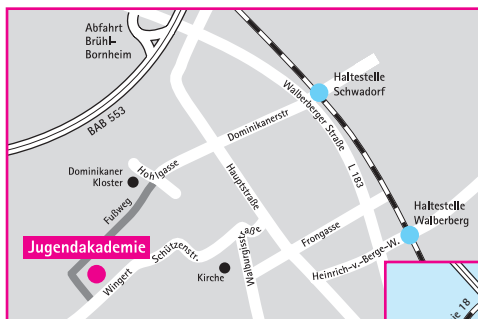 Abfahrt
Brühl-
Bornheim
BAB 553
Haltestelle
Schwadorf
Walberberger Straße
Dominikanerstr
Hohlgasse
Dominikaner
Kloster
Hauptstraße
L 183
Fußweg
Haltestelle
Walberberg
Jugendakademie
Schützenstr.
Walburgisstraße
Frongasse
Wingert
Kirche
Heinrich-v.-Berge-W.
ie 18